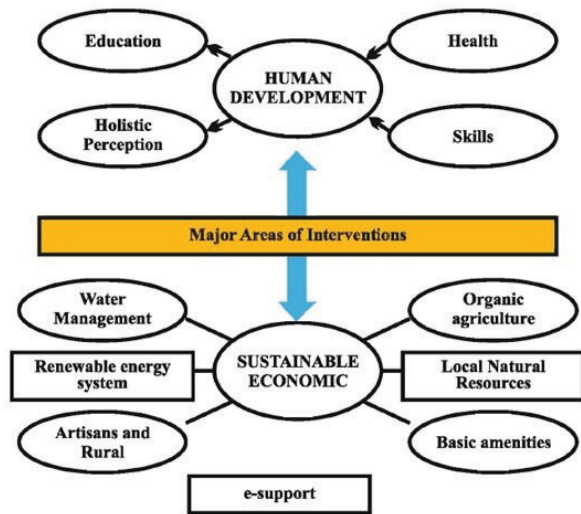 Education
Health
HUMAN
DEVELOPMENT
Holistic
Perception
Skills
Major Areas of Interventions
Water
Management
Organic
agriculture
Renewable energy
system
SUSTAINABLE
ECONOMIC
Local Natural
Resources
Artisans and
Rural
Basic amenities
e-support